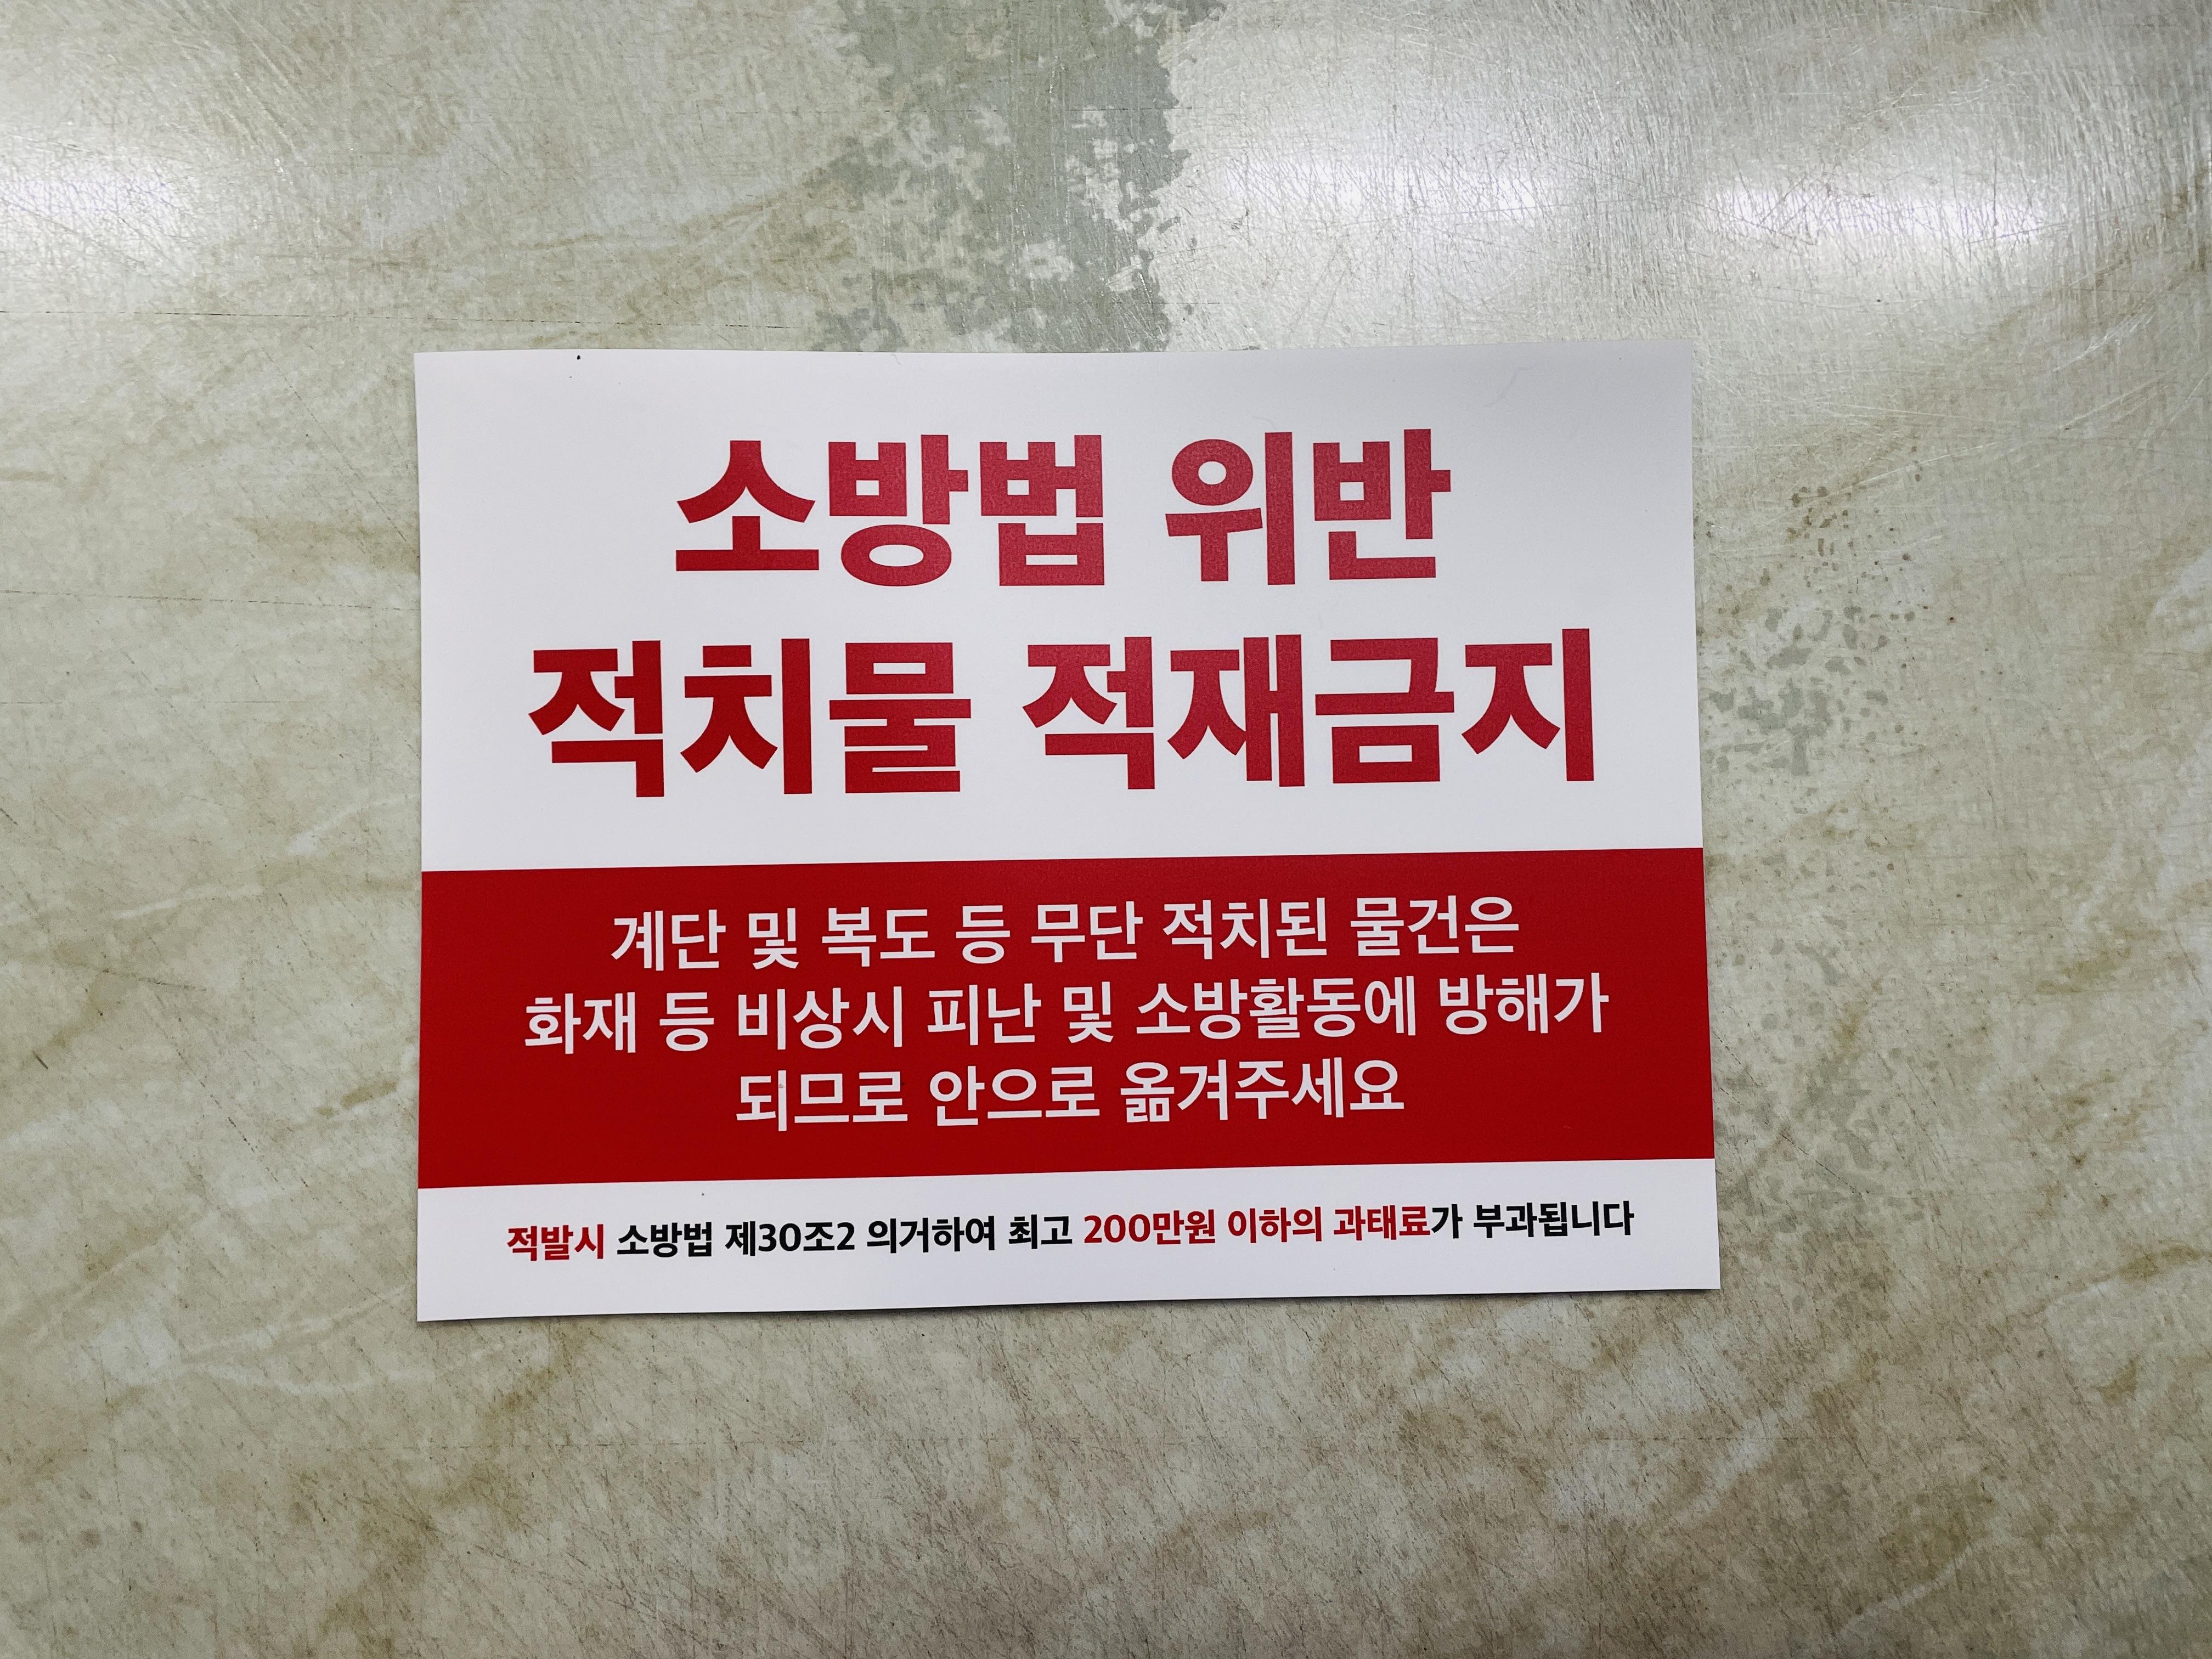 소방법 위반
적치물 적재금지
계단 및 복도 등 무단 적치된 물건은
화재 등 비상시 피난 및 소방활동에 방해가
되므로 안으로 옮겨주세요
적발시 소방법 제30조2 의거하여 최고 200만원 이하의 과태료가 부과됩니다